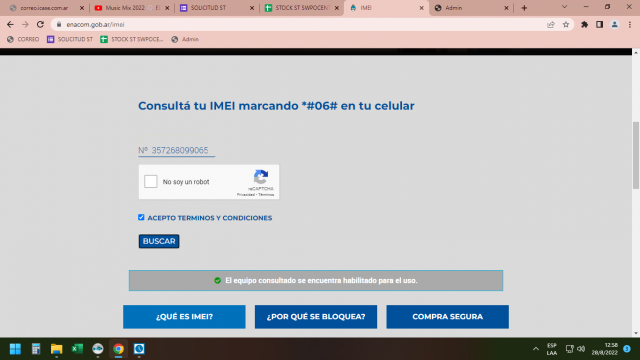 correo.icase.com.ar
Music Mix 2022
SOLICITUD ST
STOCK ST SWPOCENT
IMEI
Admin
enacom.gob.ar/imei
CORREO
SOLICITUD ST
STOCK ST SWPOCE...
Admin
Consultá tu IMEI marcando *#06# en tu celular
Nº 357268099065
No soy un robot
reCAPTCHA
Privacidad - Términos
ACEPTO TERMINOS Y CONDICIONES
BUSCAR
El equipo consultado se encuentra habilitado para el uso.
¿QUÉ ES IMEI?
¿POR QUÉ SE BLOQUEA?
COMPRA SEGURA
ESP
LAA
12:58
28/8/2022